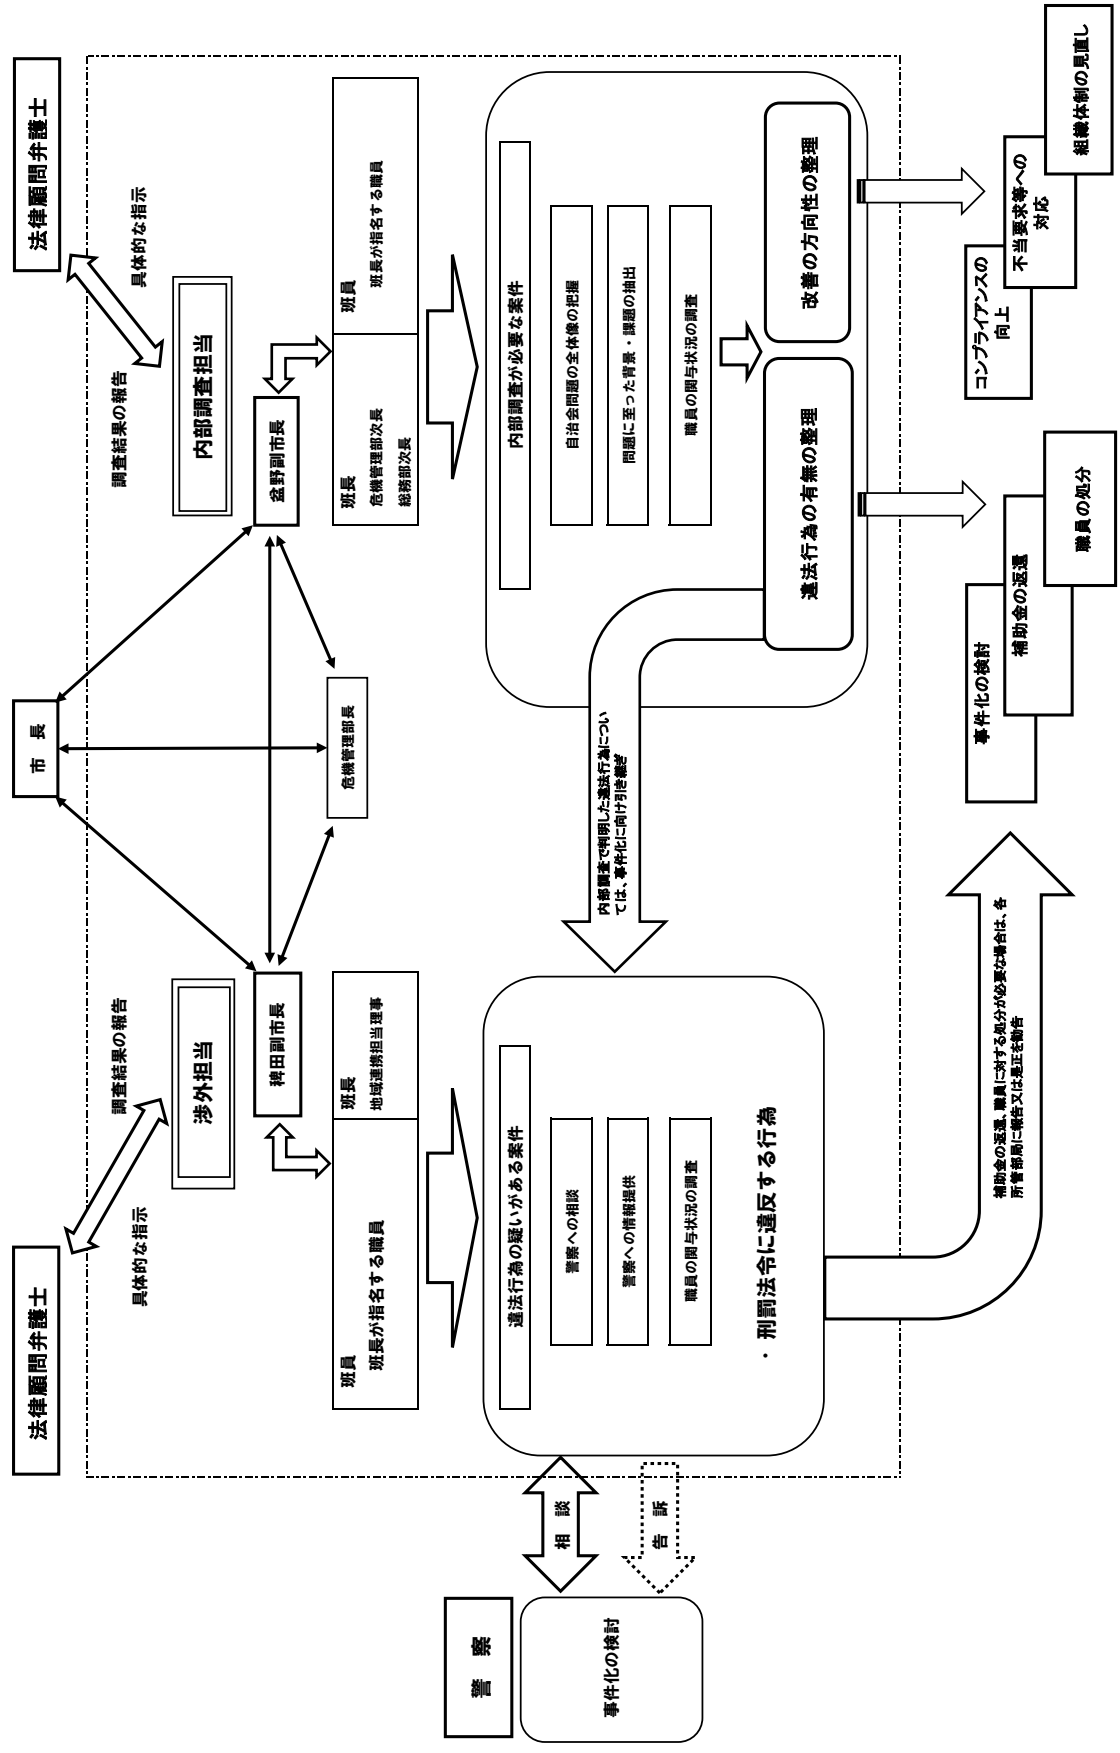 法律顧問弁護士
市　長
法律顧問弁護士
調査結果の報告
具体的な指示
調査結果の報告
具体的な指示
渉外担当
内部調査担当
稗田副市長
盆野副市長
危機管理部長
班員
班長が指名する職員
班長
地域連携担当理事
班長
危機管理部次長
総務部次長
班員
班長が指名する職員
警　察
事件化の検討
相　談
告　訴
違法行為の疑いがある案件
警察への相談
警察への情報提供
職員の関与状況の調査
・刑罰法令に違反する行為
内部調査で判明した違法行為につい
ては、事件化に向け引き継ぎ
内部調査が必要な案件
自治会問題の全体像の把握
問題に至った背景・課題の抽出
職員の関与状況の調査
違法行為の有無の整理
改善の方向性の整理
補助金の返還、職員に対する処分が必要な場合は、各
所管部局に報告又は是正を勧告
事件化の検討
補助金の返還
職員の処分
コンプライアンスの
向上
不当要求等への
対応
組織体制の見直し